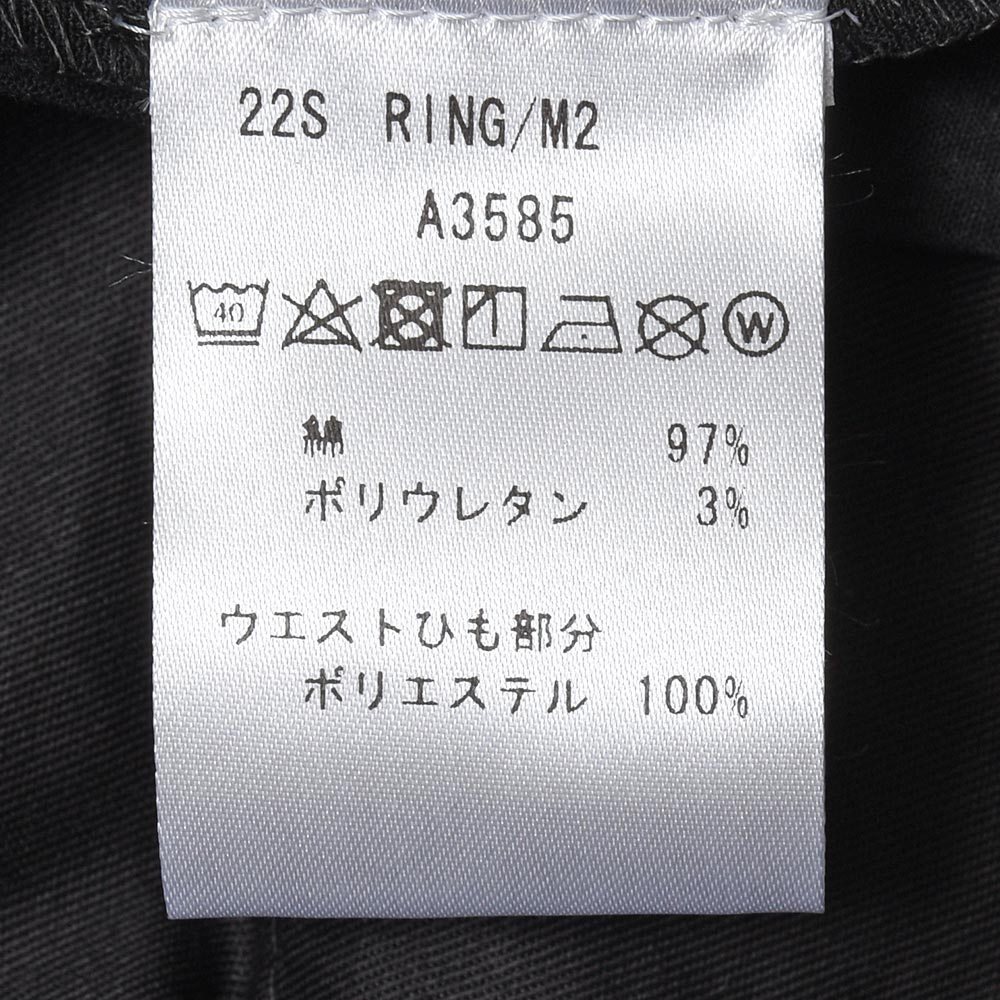 22S RING/M2
A3585
40 W
綿 97%
ポリウレタン 3%
ウエストひも部分
ポリエステル 100%